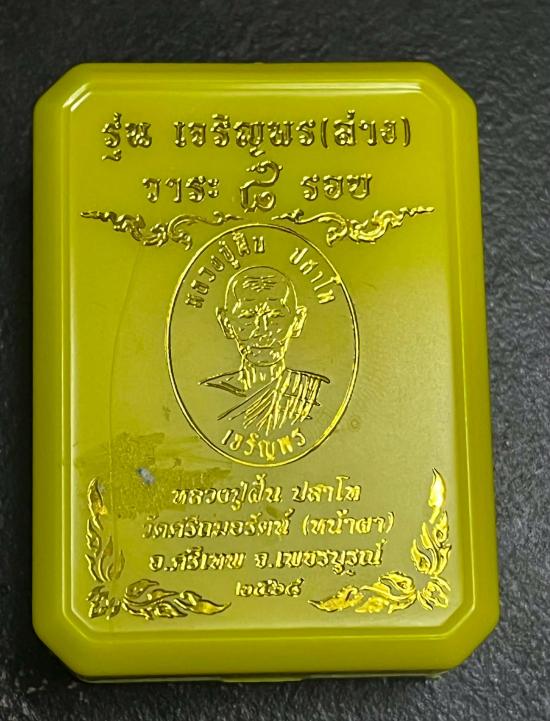 รุ่น เจริญพร(ล่าง)
วาระ ๘ รอบ
หลวงปู่ฝั้น ปสาโท
เจริญพร
หลวงปู่ฝั้น ปสาโท
วัดศรีถมอรัตน์ (หน้าผา)
อ.ศรีเทพ จ.เพชรบูรณ์
๒๕๖๔